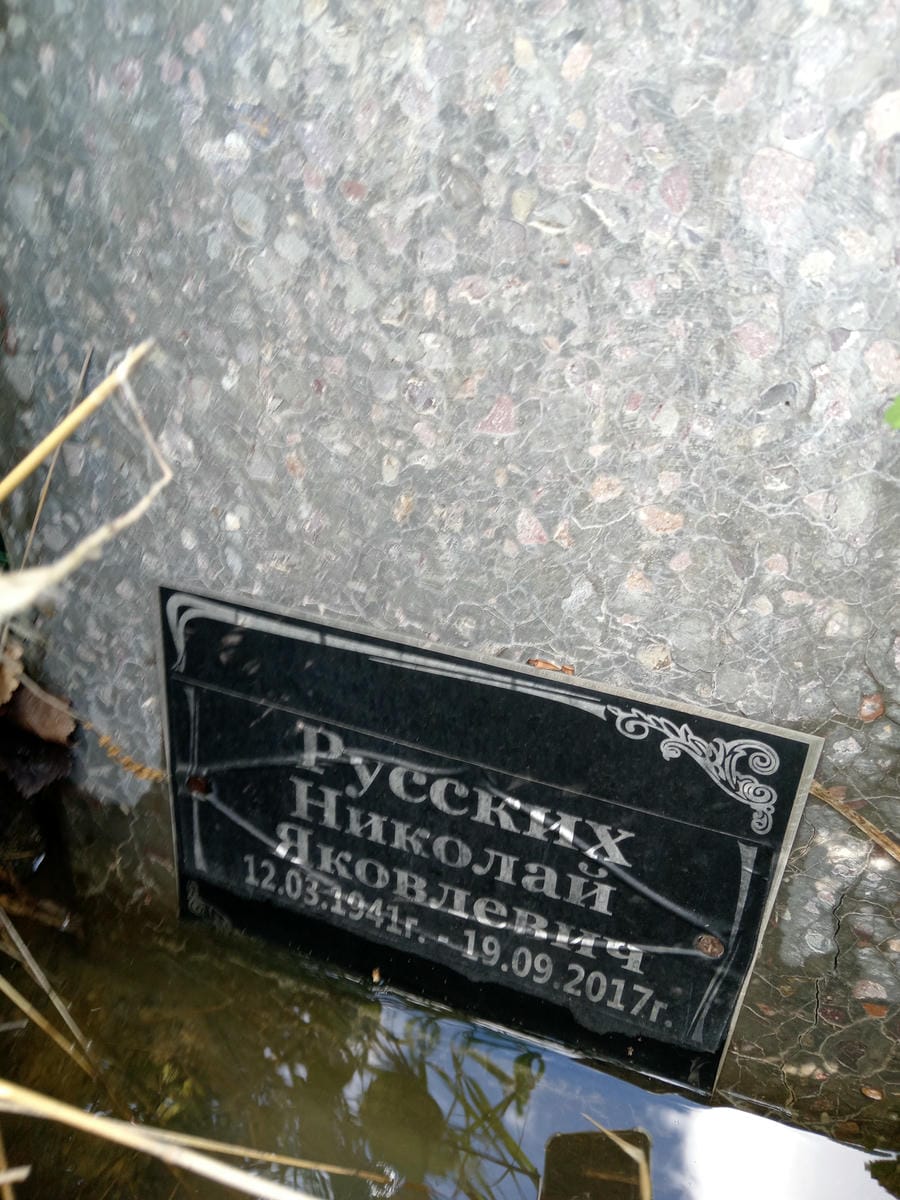 Русских
Николай
Яковлевич
12.03.1941г. - 19.09.2017г.